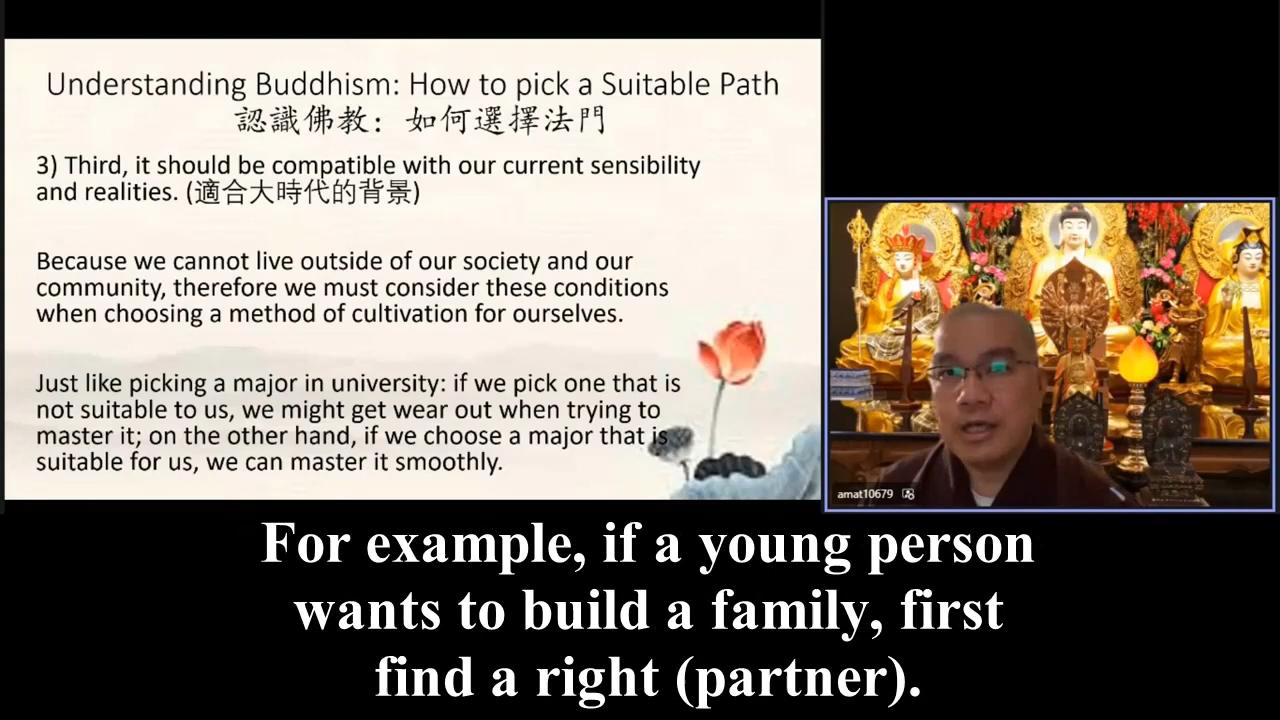 Understanding Buddhism: How to pick a Suitable Path
認識佛教：如何選擇法門
3) Third, it should be compatible with our current sensibility
and realities. (適合大時代的背景)
Because we cannot live outside of our society and our
community, therefore we must consider these conditions
when choosing a method of cultivation for ourselves.
Just like picking a major in university: if we pick one that is
not suitable to us, we might get wear out when trying to
master it; on the other hand, if we choose a major that is
suitable for us, we can master it smoothly.
amat10679
For example, if a young person
wants to build a family, first
find a right (partner).